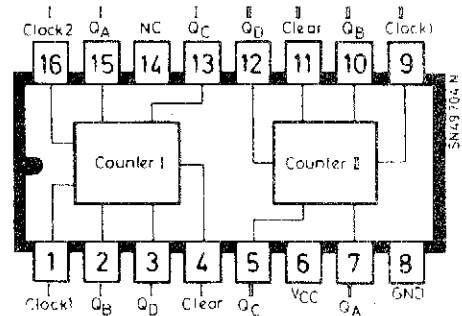 I I I II II II II
Clock2 QA NC QC QD Clear QB Clock1
16 15 14 13 12 11 10 9
SN49704N
Counter I Counter II
1 2 3 4 5 6 7 8
Clock1 QB QD Clear QC VCC QA GND
I I I I II II